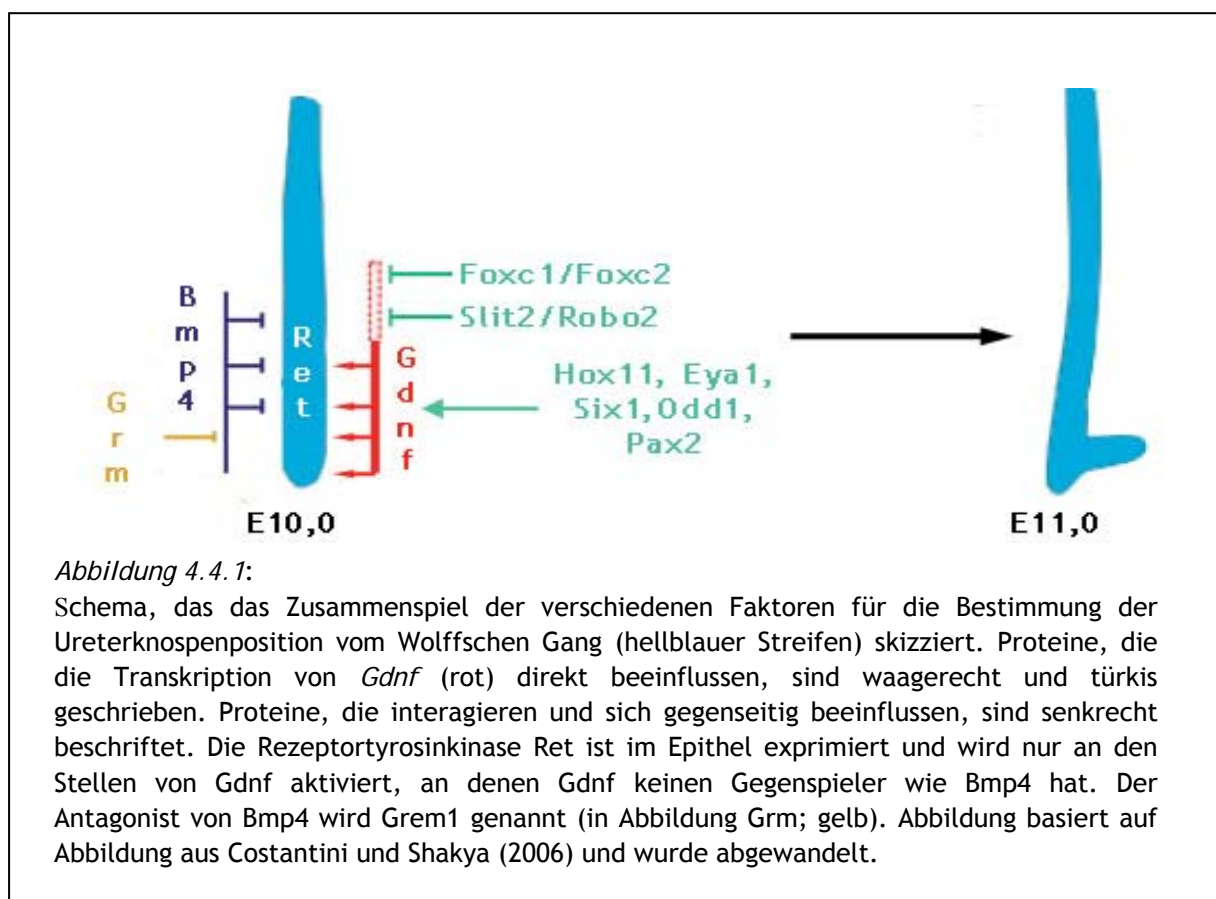 Foxc1/Foxc2
Slit2/Robo2
Bmp4
Ret
Gdnf
Hox11, Eya1,
Six1,Odd1,
Pax2
Grm
E10,0
E11,0
Abbildung 4.4.1:
Schema, das das Zusammenspiel der verschiedenen Faktoren für die Bestimmung der
Ureterknospenposition vom Wolffschen Gang (hellblauer Streifen) skizziert. Proteine, die
die Transkription von Gdnf (rot) direkt beeinflussen, sind waagerecht und türkis
geschrieben. Proteine, die interagieren und sich gegenseitig beeinflussen, sind senkrecht
beschriftet. Die Rezeptortyrosinkinase Ret ist im Epithel exprimiert und wird nur an den
Stellen von Gdnf aktiviert, an denen Gdnf keinen Gegenspieler wie Bmp4 hat. Der
Antagonist von Bmp4 wird Grem1 genannt (in Abbildung Grm; gelb). Abbildung basiert auf
Abbildung aus Costantini und Shakya (2006) und wurde abgewandelt.